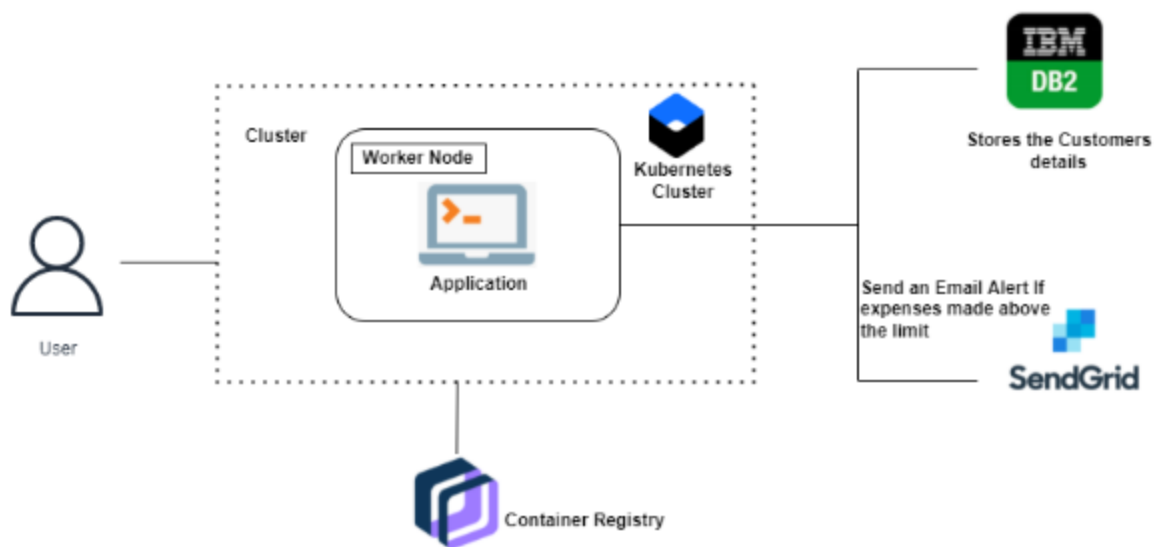 IBM
DB2
Stores the Customers
details
Cluster
Worker Node
Kubernetes
Cluster
Application
User
Send an Email Alert If
expenses made above
the limit
SendGrid
Container Registry